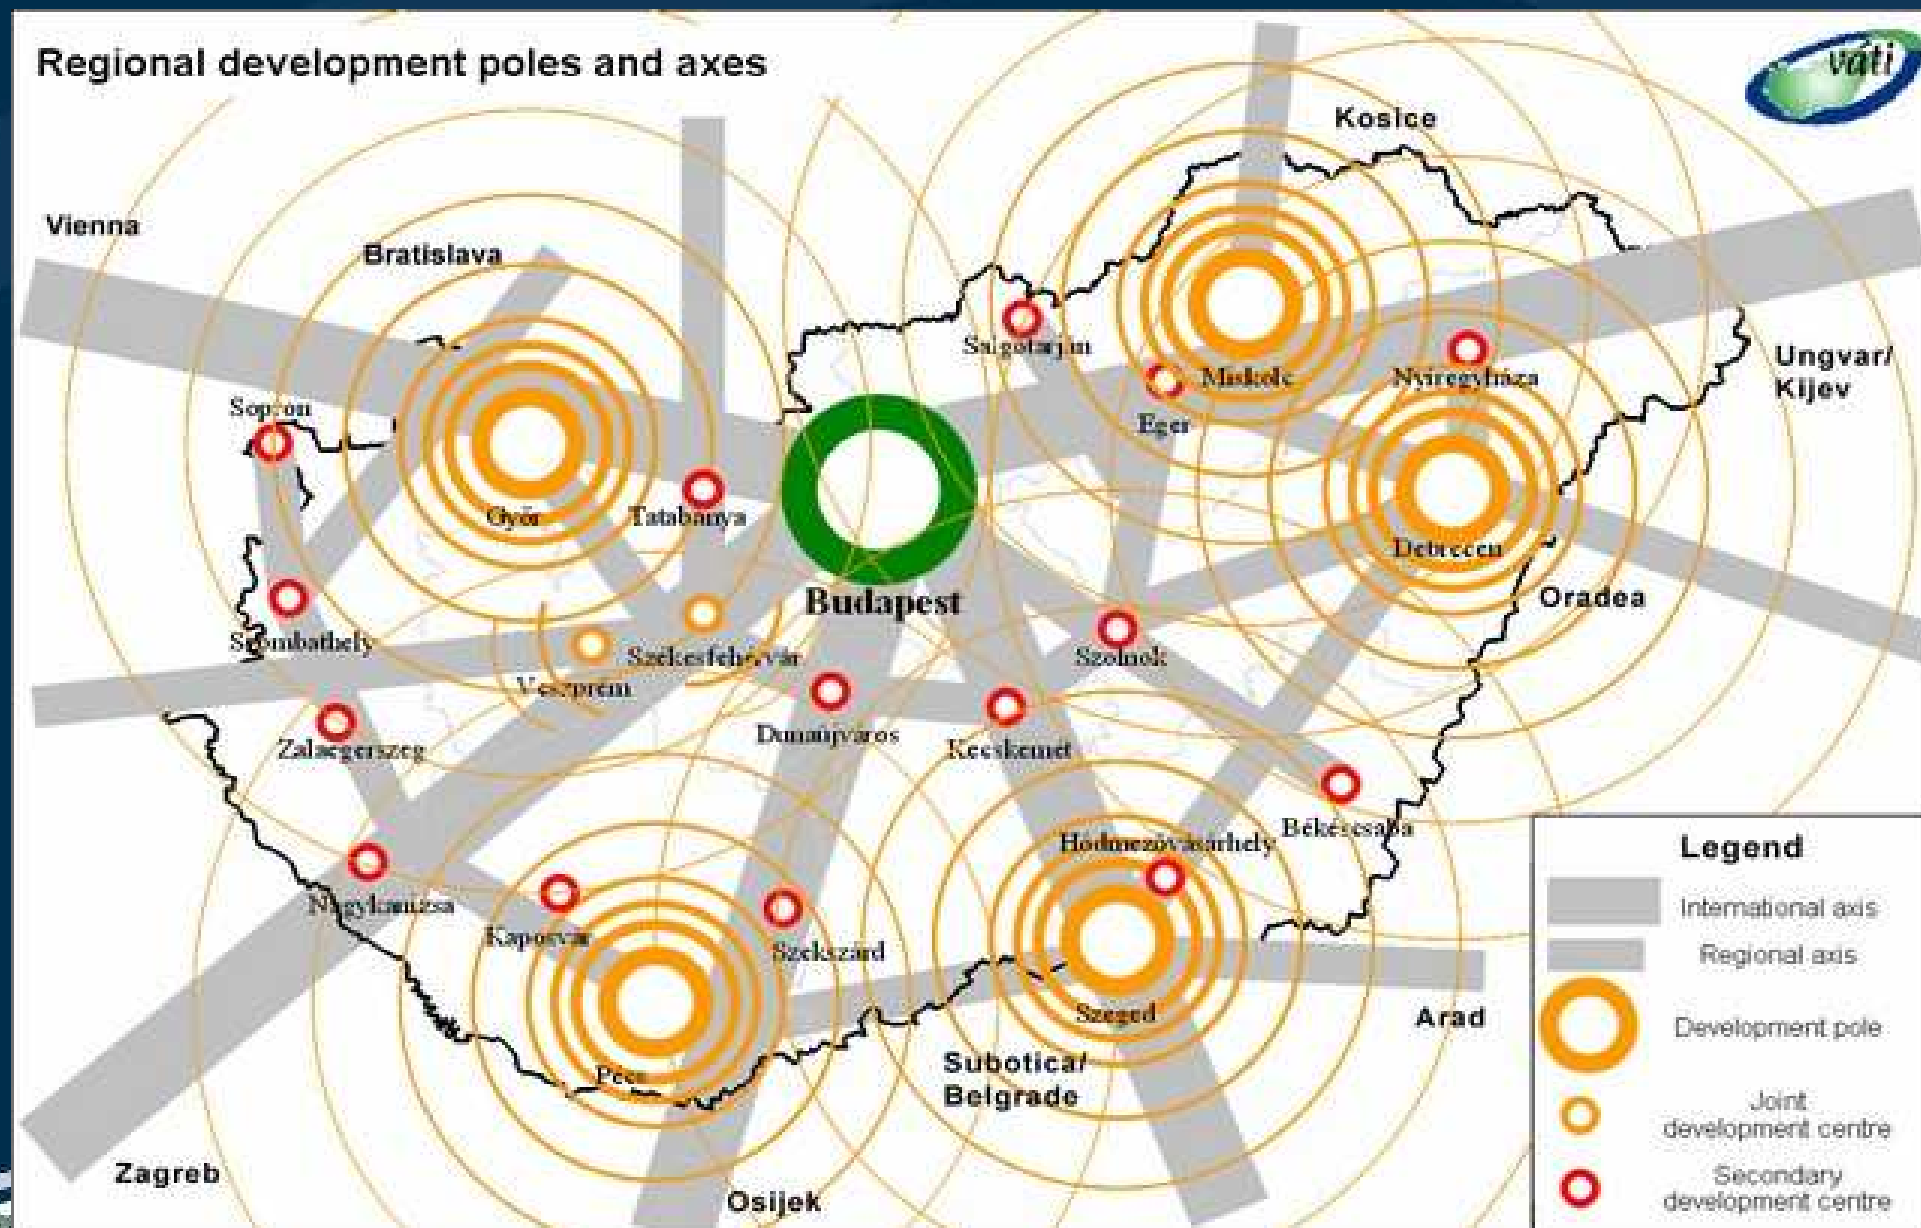 Regional development poles and axes
váti
Kosice
Vienna
Bratislava
Salgótarján
Miskolc
Nyíregyháza
Ungvar/
Kijev
Sopron
Eger
Győr
Tatabánya
Debrecen
Budapest
Oradea
Szombathely
Székesfehérvár
Szolnok
Veszprém
Zalaegerszeg
Dunaújváros
Kecskemét
Békéscsaba
Hódmezővásárhely
Nagykanizsa
Kaposvár
Szekszárd
Szeged
Arad
Pécs
Subotica/
Belgrade
Zagreb
Osijek
Legend
International axis
Regional axis
Development pole
Joint
development centre
Secondary
development centre